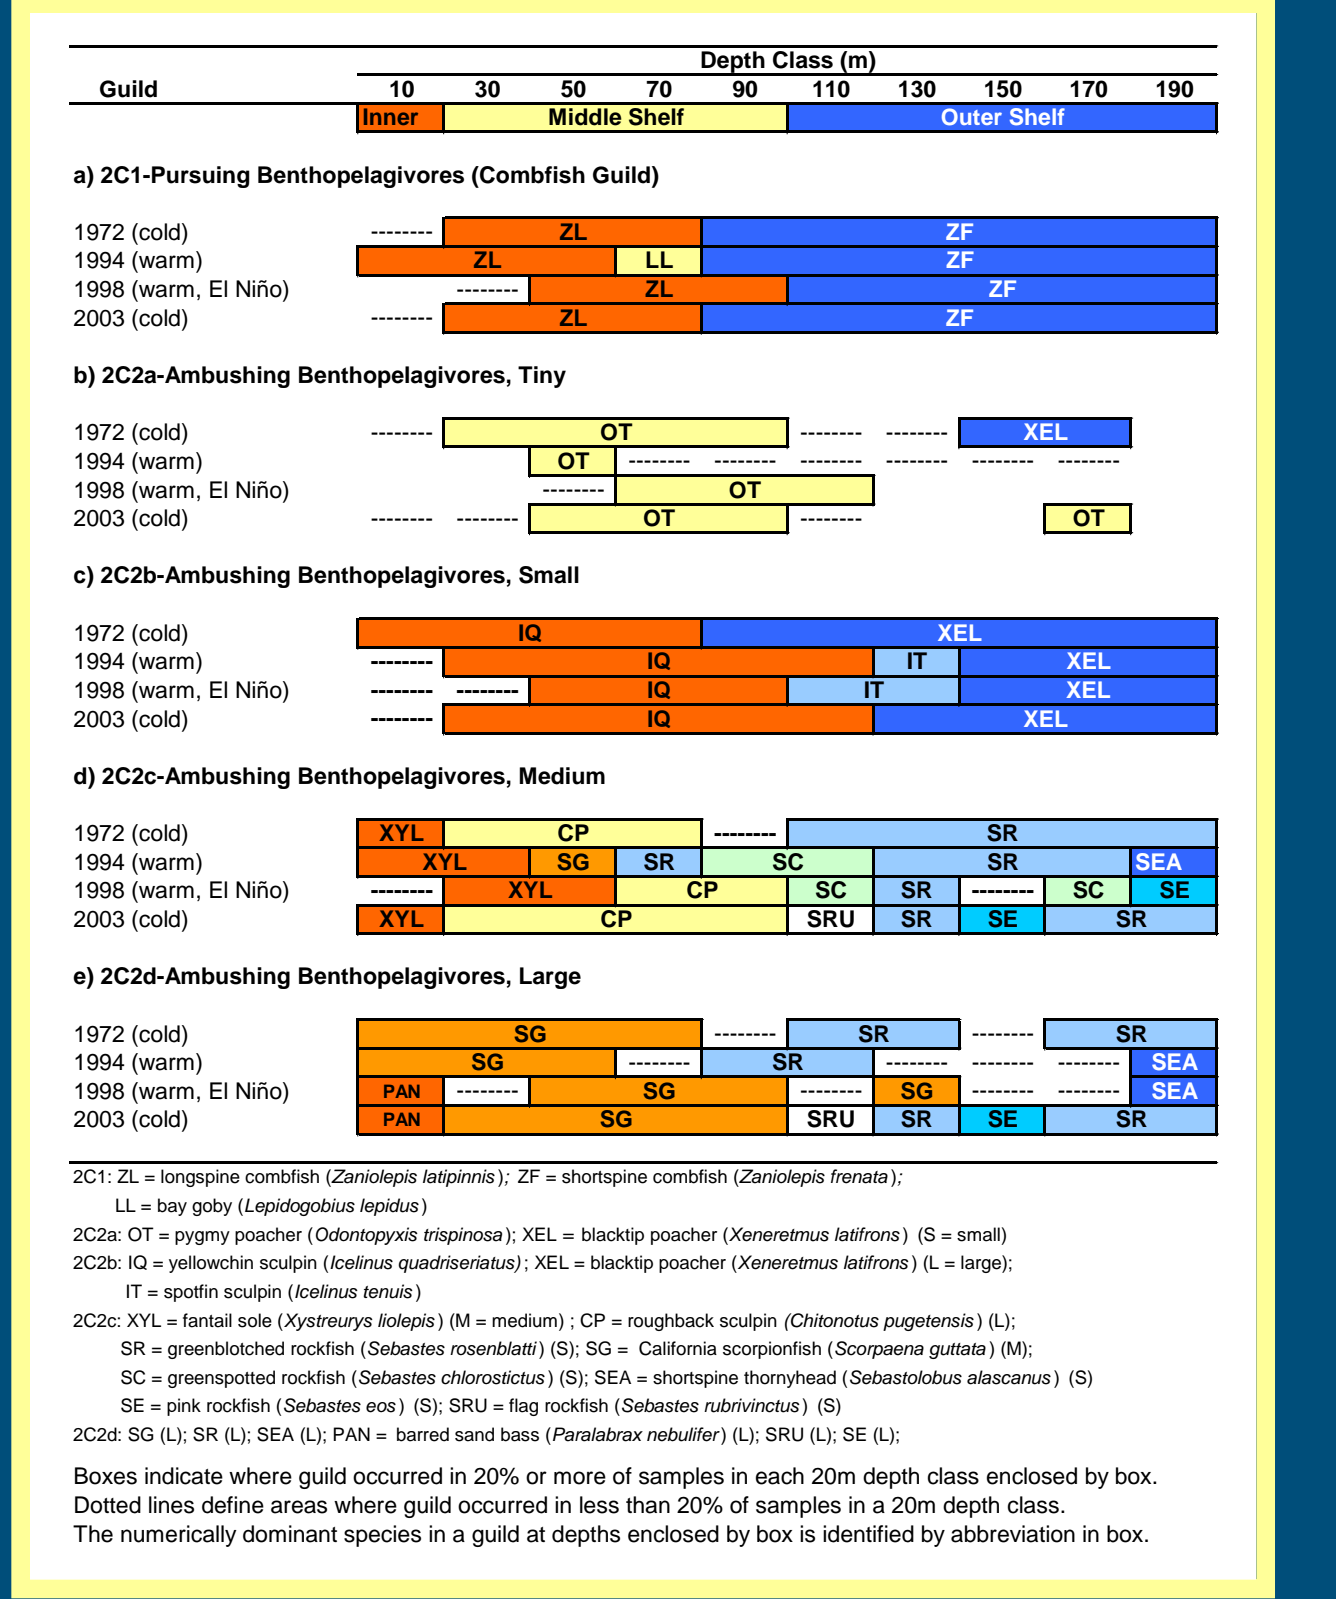 Depth Class (m)
Guild 10 30 50 70 90 110 130 150 170 190
Inner Middle Shelf Outer Shelf
a) 2C1-Pursuing Benthopelagivores (Combfish Guild)
1972 (cold) -------- ZL ZF
1994 (warm) ZL LL ZF
1998 (warm, El Niño) -------- ZL ZF
2003 (cold) -------- ZL ZF
b) 2C2a-Ambushing Benthopelagivores, Tiny
1972 (cold) -------- OT -------- -------- XEL
1994 (warm) OT -------- -------- -------- -------- -------- --------
1998 (warm, El Niño) -------- OT
2003 (cold) -------- -------- OT -------- OT
c) 2C2b-Ambushing Benthopelagivores, Small
1972 (cold) IQ XEL
1994 (warm) -------- IQ IT XEL
1998 (warm, El Niño) -------- -------- IQ IT XEL
2003 (cold) -------- IQ XEL
d) 2C2c-Ambushing Benthopelagivores, Medium
1972 (cold) XYL CP -------- SR
1994 (warm) XYL SG SR SC SR SEA
1998 (warm, El Niño) -------- XYL CP SC SR -------- SC SE
2003 (cold) XYL CP SRU SR SE SR
e) 2C2d-Ambushing Benthopelagivores, Large
1972 (cold) SG -------- SR -------- SR
1994 (warm) SG -------- SR -------- -------- -------- SEA
1998 (warm, El Niño) PAN -------- SG -------- SG -------- -------- SEA
2003 (cold) PAN SG SRU SR SE SR
2C1: ZL = longspine combfish (Zaniolepis latipinnis); ZF = shortspine combfish (Zaniolepis frenata);
LL = bay goby (Lepidogobius lepidus)
2C2a: OT = pygmy poacher (Odontopyxis trispinosa); XEL = blacktip poacher (Xeneretmus latifrons) (S = small)
2C2b: IQ = yellowchin sculpin (Icelinus quadriseriatus); XEL = blacktip poacher (Xeneretmus latifrons) (L = large);
IT = spotfin sculpin (Icelinus tenuis)
2C2c: XYL = fantail sole (Xystreurys liolepis) (M = medium) ; CP = roughback sculpin (Chitonotus pugetensis) (L);
SR = greenblotched rockfish (Sebastes rosenblatti) (S); SG = California scorpionfish (Scorpaena guttata) (M);
SC = greenspotted rockfish (Sebastes chlorostictus) (S); SEA = shortspine thornyhead (Sebastolobus alascanus) (S)
SE = pink rockfish (Sebastes eos) (S); SRU = flag rockfish (Sebastes rubrivinctus) (S)
2C2d: SG (L); SR (L); SEA (L); PAN = barred sand bass (Paralabrax nebulifer) (L); SRU (L); SE (L);
Boxes indicate where guild occurred in 20% or more of samples in each 20m depth class enclosed by box.
Dotted lines define areas where guild occurred in less than 20% of samples in a 20m depth class.
The numerically dominant species in a guild at depths enclosed by box is identified by abbreviation in box.